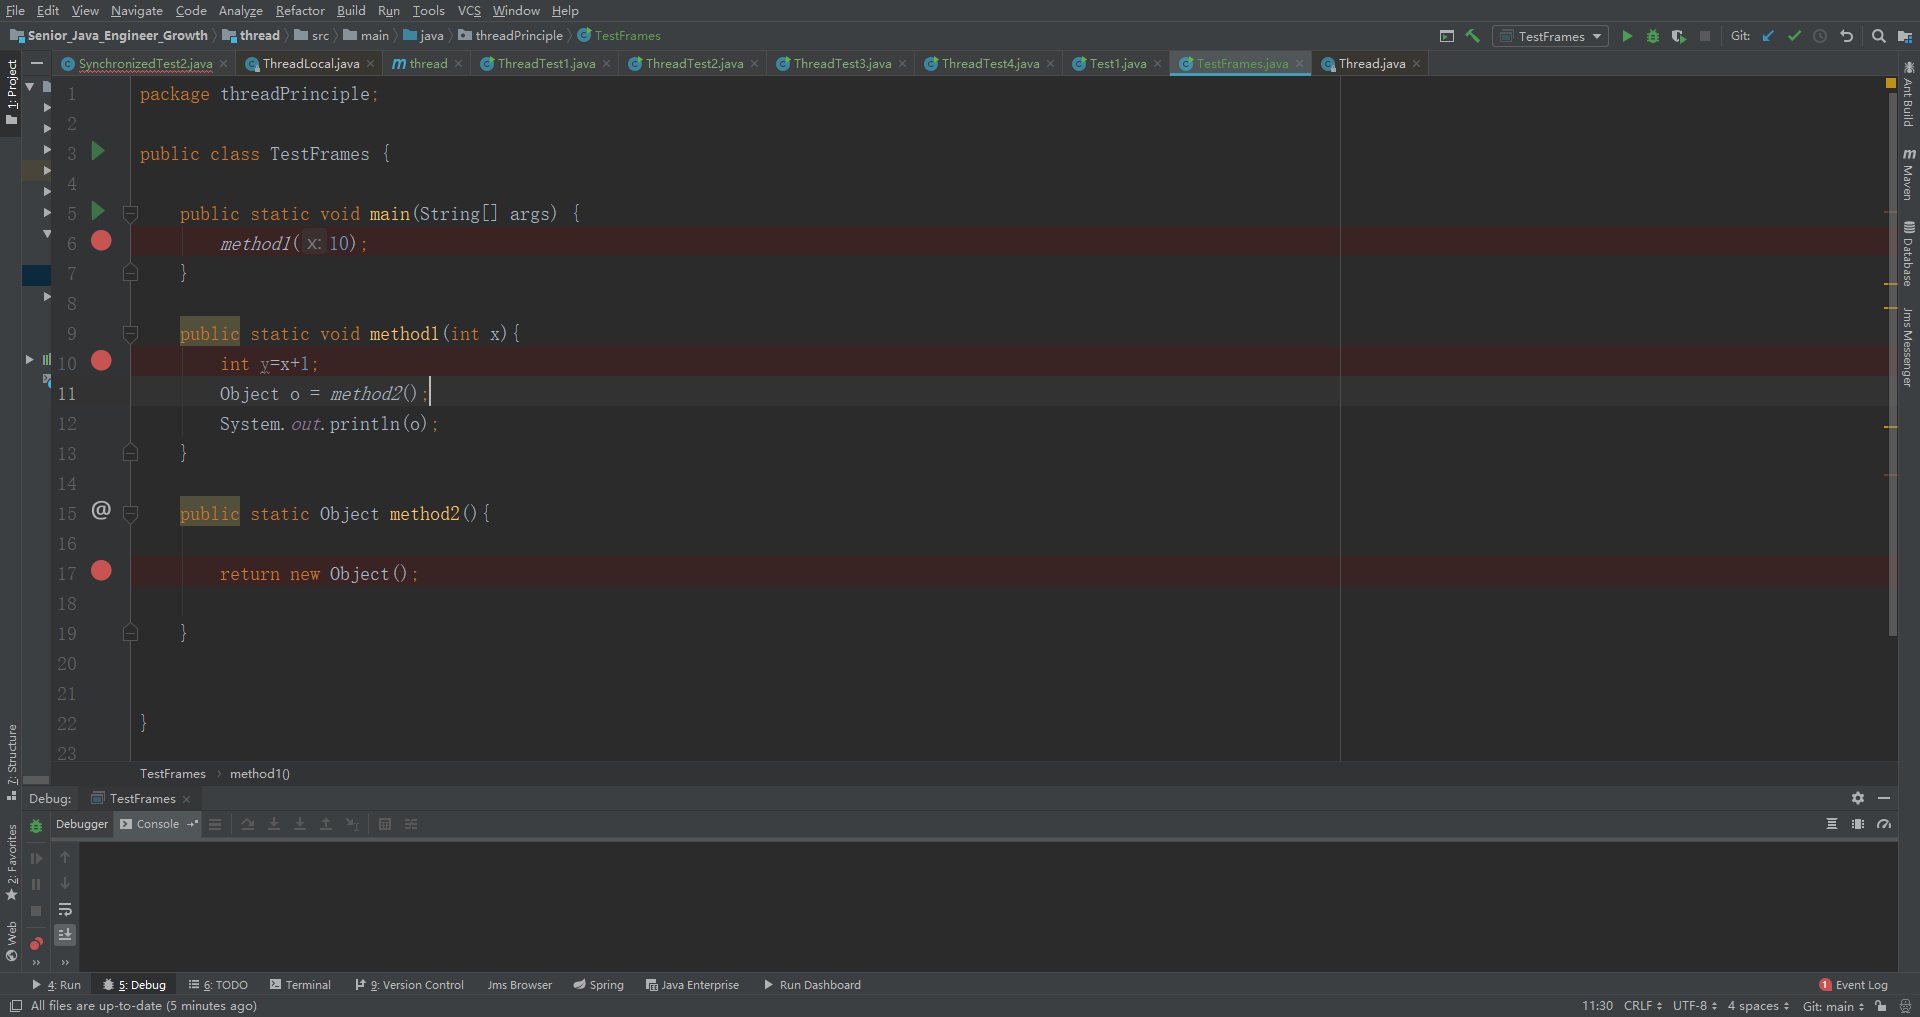 File Edit View Navigate Code Analyze Refactor Build Run Tools VCS Window Help
Senior_Java_Engineer_Growth thread src main java threadPrinciple TestFrames TestFrames Git:
SynchronizedTest2.java ThreadLocal.java m thread ThreadTest1.java ThreadTest2.java ThreadTest3.java ThreadTest4.java Test1.java TestFrames.java Thread.java
1: Project
7: Structure
2: Favorites
Web
1 package threadPrinciple;
2
3 public class TestFrames {
4
5 public static void main(String[] args) {
6 method1( x: 10);
7 }
8
9 public static void method1(int x){
10 int y=x+1;
11 Object o = method2();
12 System.out.println(o);
13 }
14
15 @ public static Object method2(){
16
17 return new Object();
18
19 }
20
21
22 }
23
Ant Build
m Maven
Database
Jms Messenger
TestFrames › method1()
Debug: TestFrames
Debugger Console
4: Run 5: Debug 6: TODO Terminal 9: Version Control Jms Browser Spring Java Enterprise Run Dashboard 1 Event Log
All files are up-to-date (5 minutes ago) 11:30 CRLF UTF-8 4 spaces Git: main